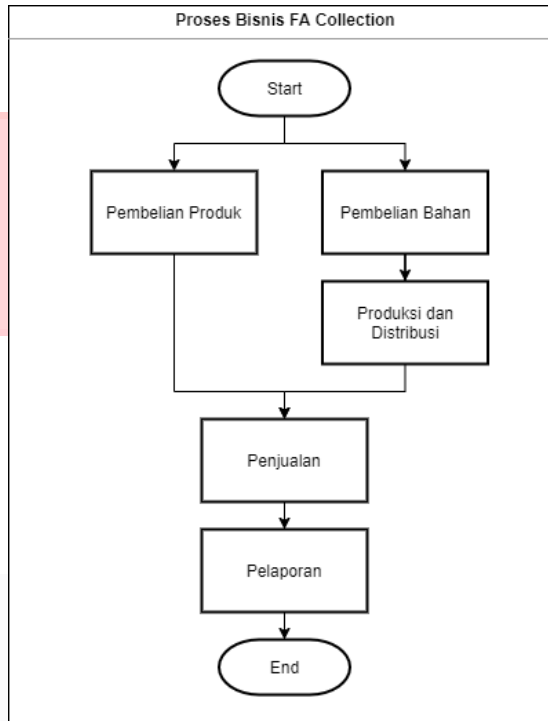 Proses Bisnis FA Collection
Start
Pembelian Produk
Pembelian Bahan
Produksi dan
Distribusi
Penjualan
Pelaporan
End